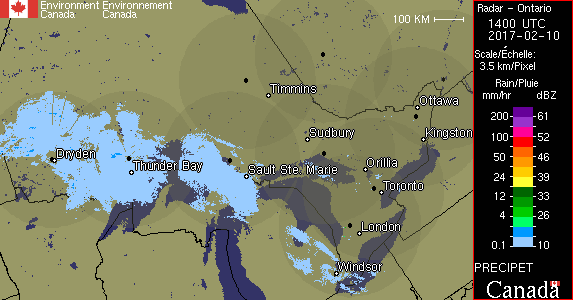 Environment Environnement
Canada Canada
100 KM
Timmins
Ottawa
Sudbury
Kingston
Dryden
Thunder Bay
Sault Ste. Marie
Orillia
Toronto
London
Windsor
Radar - Ontario
1400 UTC
2017-02-10
Scale/Échelle:
3.5 km/Pixel
Rain/Pluie
mm/hr dBZ
200 61
100 52
50 46
24 39
12 33
4 26
0.1 10
PRECIPET
Canada